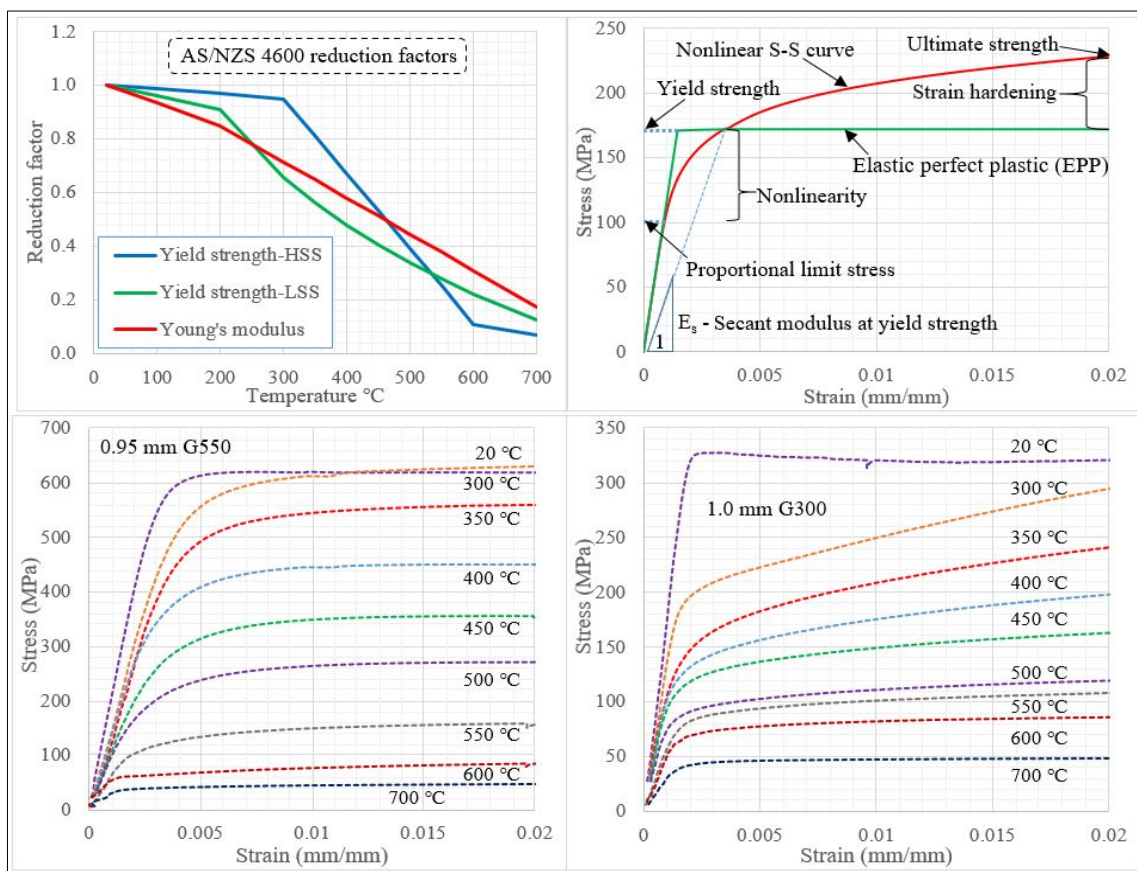 AS/NZS 4600 reduction factors
Reduction factor
1.2
1.0
0.8
0.6
0.4
0.2
0.0
Yield strength-HSS
Yield strength-LSS
Young's modulus
0 100 200 300 400 500 600 700
Temperature °C
Stress (MPa)
250
200
150
100
50
0
Nonlinear S-S curve
Ultimate strength
Yield strength
Strain hardening
Elastic perfect plastic (EPP)
Nonlinearity
Proportional limit stress
Es - Secant modulus at yield strength
1
0 0.005 0.01 0.015 0.02
Strain (mm/mm)
Stress (MPa)
700
600
500
400
300
200
100
0
0.95 mm G550
20 °C
300 °C
350 °C
400 °C
450 °C
500 °C
550 °C
600 °C
700 °C
0 0.005 0.01 0.015 0.02
Strain (mm/mm)
Stress (MPa)
350
300
250
200
150
100
50
0
1.0 mm G300
20 °C
300 °C
350 °C
400 °C
450 °C
500 °C
550 °C
600 °C
700 °C
0 0.005 0.01 0.015 0.02
Strain (mm/mm)